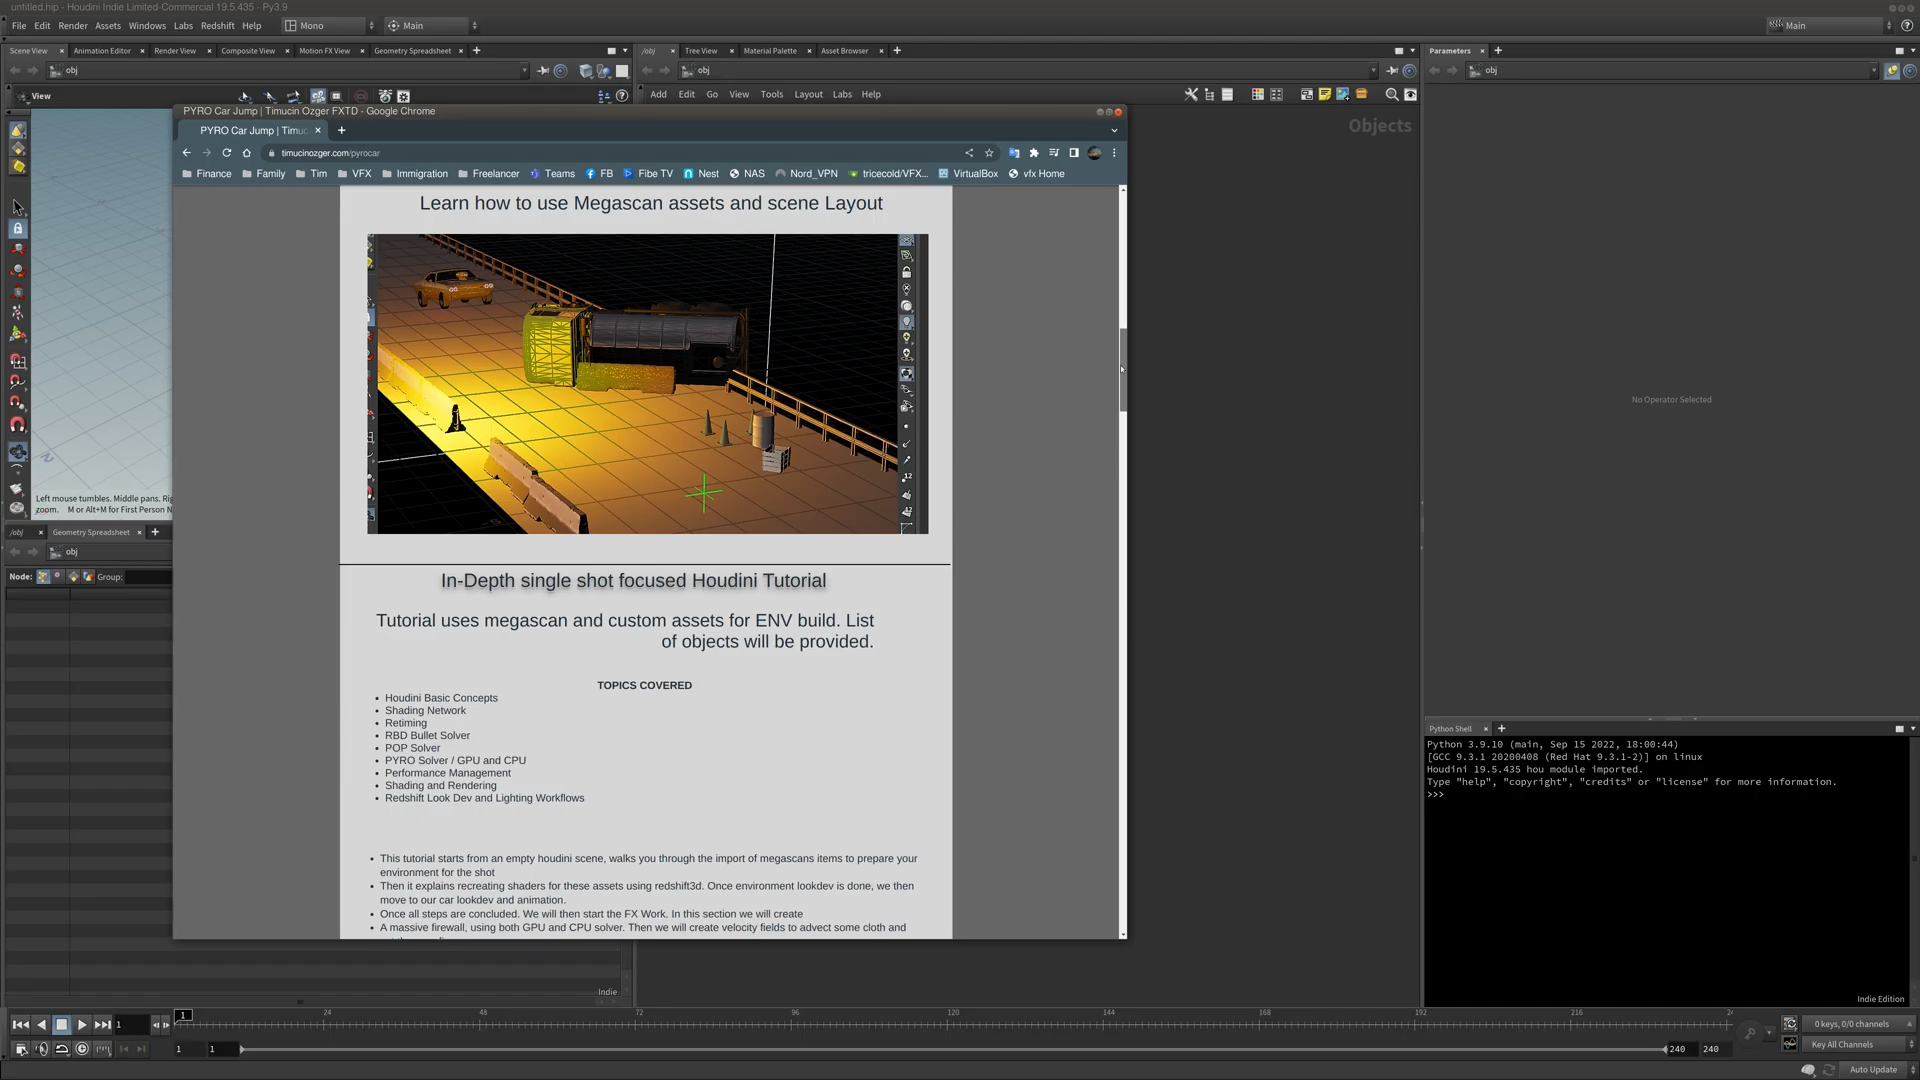 untitled.hip - Houdini Indie Limited-Commercial 19.5.435 - Py3.9
File Edit Render Assets Windows Labs Redshift Help Mono Main Main
Scene View Animation Editor Render View Composite View Motion FX View Geometry Spreadsheet /obj Tree View Material Palette Asset Browser Parameters
obj obj obj
View Add Edit Go View Tools Layout Labs Help
PYRO Car Jump | Timucin Ozger FXTD - Google Chrome
Objects
PYRO Car Jump | Timuc
timucinozger.com/pyrocar
Finance Family Tim VFX Immigration Freelancer Teams FB Fibe TV Nest NAS Nord_VPN tricecold/VFX... VirtualBox vfx Home
Learn how to use Megascan assets and scene Layout
No Operator Selected
Left mouse tumbles. Middle pans. Rig
zoom. M or Alt+M for First Person N
/obj Geometry Spreadsheet
obj
Node: Group:
In-Depth single shot focused Houdini Tutorial
Tutorial uses megascan and custom assets for ENV build. List
of objects will be provided.
TOPICS COVERED
• Houdini Basic Concepts
• Shading Network
• Retiming
• RBD Bullet Solver
• POP Solver
• PYRO Solver / GPU and CPU
• Performance Management
• Shading and Rendering
• Redshift Look Dev and Lighting Workflows
• This tutorial starts from an empty houdini scene, walks you through the import of megascans items to prepare your
environment for the shot
• Then it explains recreating shaders for these assets using redshift3d. Once environment lookdev is done, we then
move to our car lookdev and animation.
• Once all steps are concluded. We will then start the FX Work. In this section we will create
• A massive firewall, using both GPU and CPU solver. Then we will create velocity fields to advect some cloth and
Python Shell
Python 3.9.10 (main, Sep 15 2022, 18:00:44)
[GCC 9.3.1 20200408 (Red Hat 9.3.1-2)] on linux
Houdini 19.5.435 hou module imported.
Type "help", "copyright", "credits" or "license" for more information.
>>>
Indie
Indie Edition
1 1 24 48 72 96 120 144 168 192 216
0 keys, 0/0 channels
1 1 240 240
Key All Channels
Auto Update